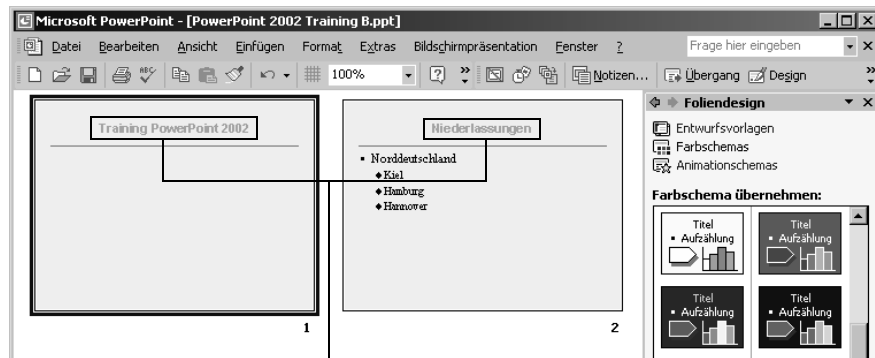 Microsoft PowerPoint - [PowerPoint 2002 Training B.ppt]
Datei Bearbeiten Ansicht Einfügen Format Extras Bildschirmpräsentation Fenster ? Frage hier eingeben
ABC 100% Notizen... Übergang Design
Foliendesign
Entwurfsvorlagen
Farbschemas
Animationschemas
Farbschema übernehmen:
Titel
Aufzählung
Titel
Aufzählung
Titel
Aufzählung
Titel
Aufzählung
Training PowerPoint 2002
1
Niederlassungen
▪ Norddeutschland
◆Kiel
◆Hamburg
◆Hannover
2